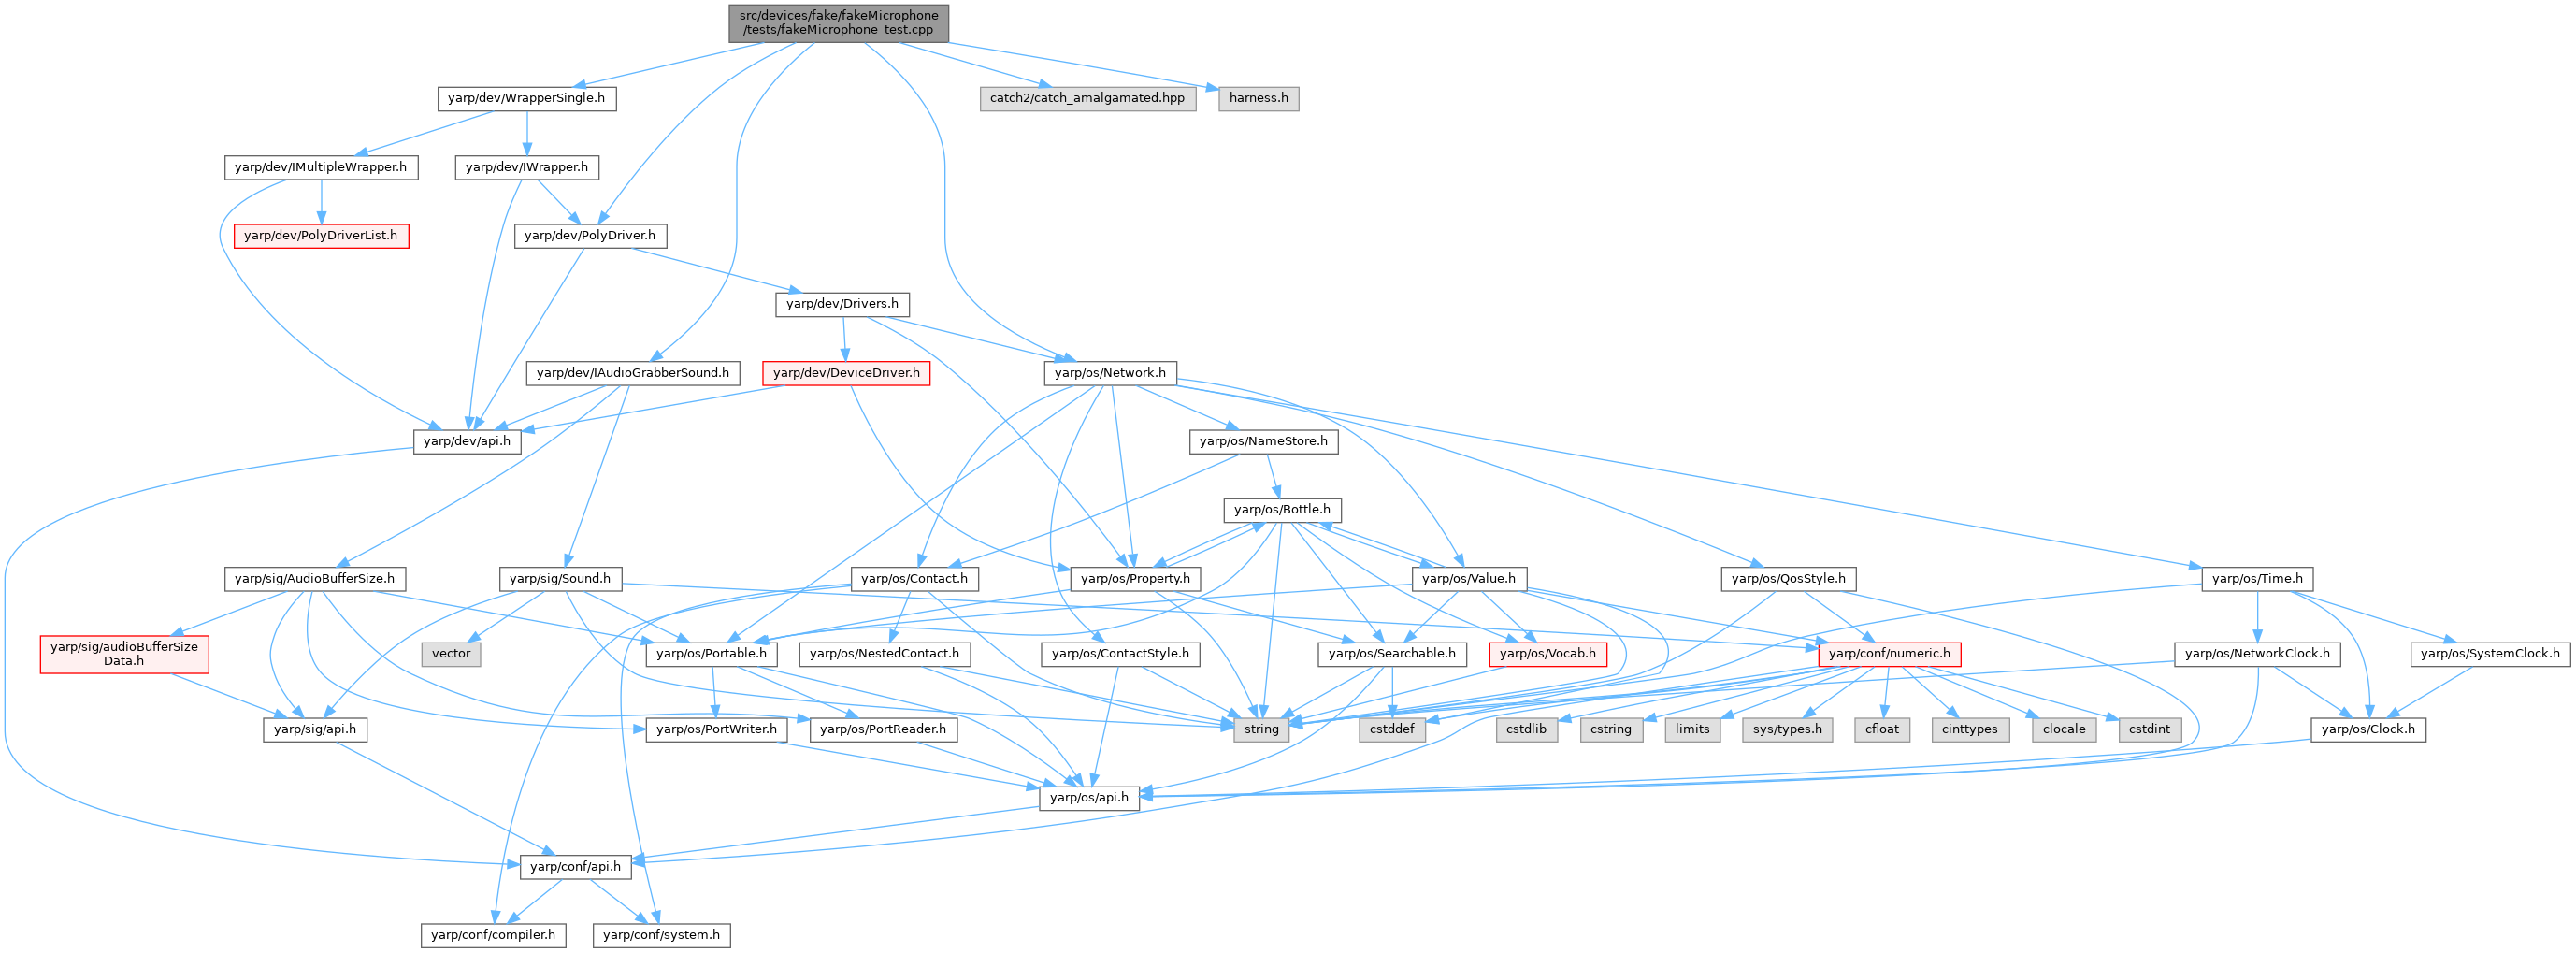 src/devices/fake/fakeMicrophone
/tests/fakeMicrophone_test.cpp
yarp/dev/WrapperSingle.h
catch2/catch_amalgamated.hpp
harness.h
yarp/dev/IMultipleWrapper.h
yarp/dev/IWrapper.h
yarp/dev/PolyDriverList.h
yarp/dev/PolyDriver.h
yarp/dev/Drivers.h
yarp/dev/IAudioGrabberSound.h
yarp/dev/DeviceDriver.h
yarp/os/Network.h
yarp/dev/api.h
yarp/os/NameStore.h
yarp/os/Bottle.h
yarp/sig/AudioBufferSize.h
yarp/sig/Sound.h
yarp/os/Contact.h
yarp/os/Property.h
yarp/os/Value.h
yarp/os/QosStyle.h
yarp/os/Time.h
yarp/sig/audioBufferSize
Data.h
vector
yarp/os/Portable.h
yarp/os/NestedContact.h
yarp/os/ContactStyle.h
yarp/os/Searchable.h
yarp/os/Vocab.h
yarp/conf/numeric.h
yarp/os/NetworkClock.h
yarp/os/SystemClock.h
yarp/sig/api.h
yarp/os/PortWriter.h
yarp/os/PortReader.h
string
cstddef
cstdlib
cstring
limits
sys/types.h
cfloat
cinttypes
clocale
cstdint
yarp/os/Clock.h
yarp/os/api.h
yarp/conf/api.h
yarp/conf/compiler.h
yarp/conf/system.h